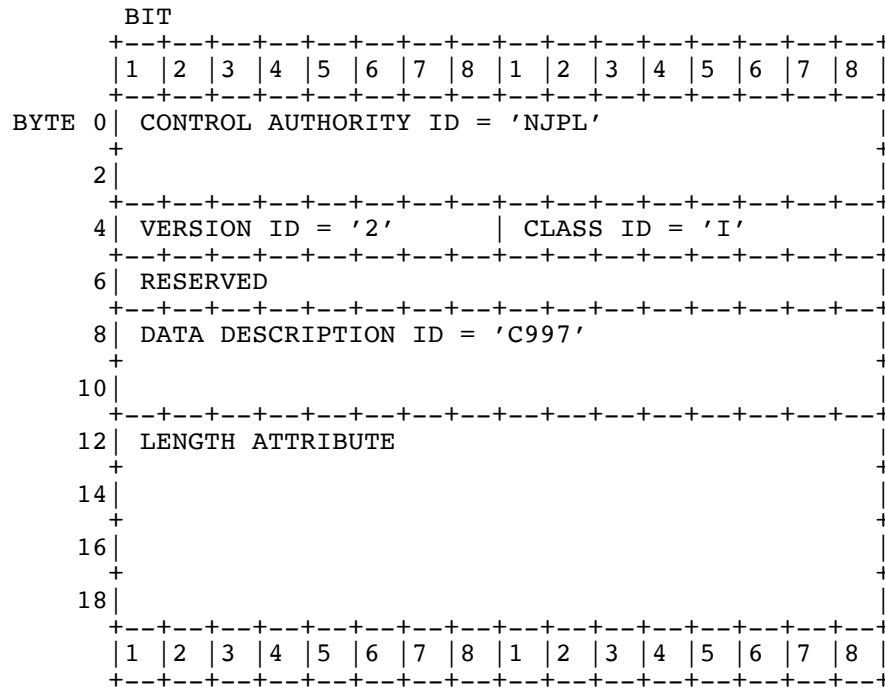 BIT
+--+--+--+--+--+--+--+--+--+--+--+--+--+--+--+--+
|1 |2 |3 |4 |5 |6 |7 |8 |1 |2 |3 |4 |5 |6 |7 |8 |
+--+--+--+--+--+--+--+--+--+--+--+--+--+--+--+--+
BYTE 0| CONTROL AUTHORITY ID = 'NJPL' |
+ +
2| |
+--+--+--+--+--+--+--+--+--+--+--+--+--+--+--+--+
4| VERSION ID = '2' | CLASS ID = 'I' |
+--+--+--+--+--+--+--+--+--+--+--+--+--+--+--+--+
6| RESERVED |
+--+--+--+--+--+--+--+--+--+--+--+--+--+--+--+--+
8| DATA DESCRIPTION ID = 'C997' |
+ +
10| |
+--+--+--+--+--+--+--+--+--+--+--+--+--+--+--+--+
12| LENGTH ATTRIBUTE |
+ +
14| |
+ +
16| |
+ +
18| |
+--+--+--+--+--+--+--+--+--+--+--+--+--+--+--+--+
|1 |2 |3 |4 |5 |6 |7 |8 |1 |2 |3 |4 |5 |6 |7 |8 |
+--+--+--+--+--+--+--+--+--+--+--+--+--+--+--+--+